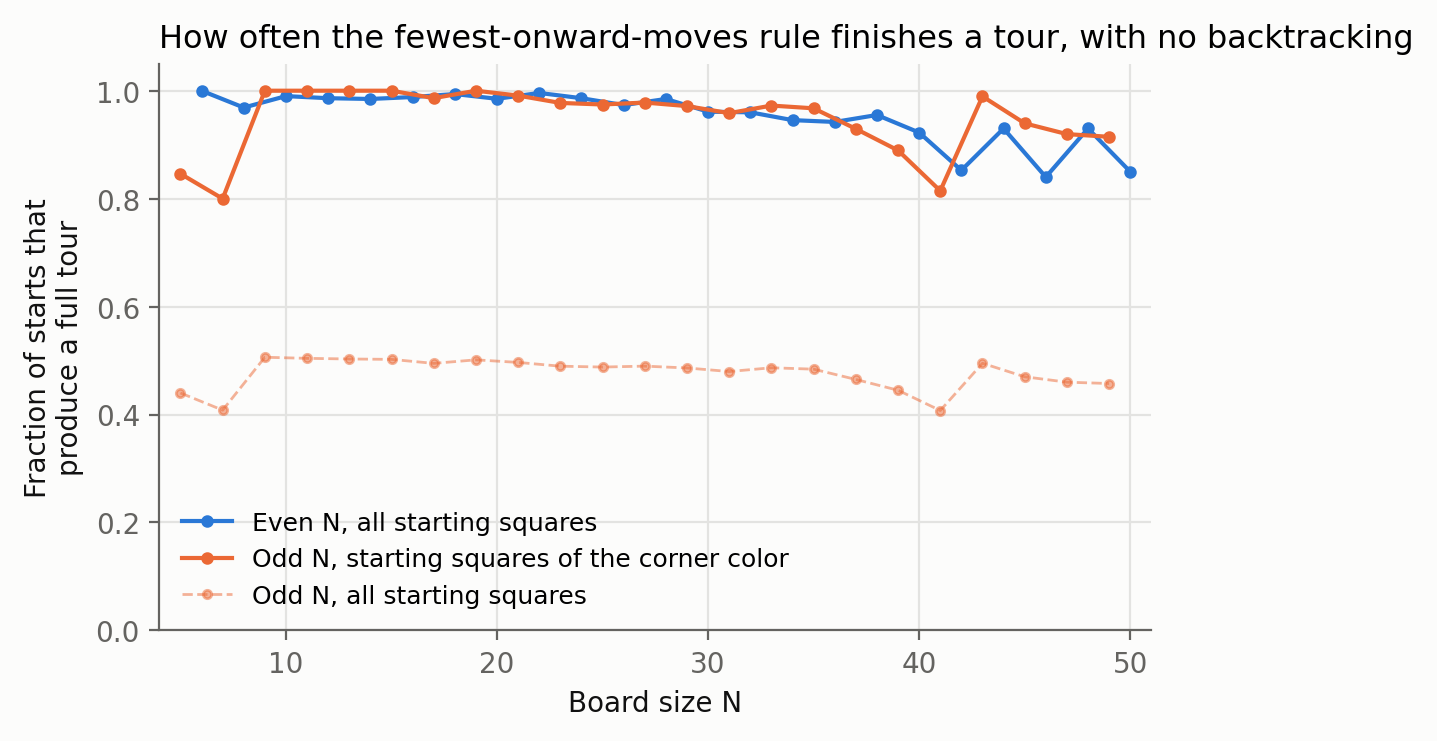 How often the fewest-onward-moves rule finishes a tour, with no backtracking
Fraction of starts that
produce a full tour
1.0
0.8
0.6
0.4
0.2
0.0
Even N, all starting squares
Odd N, starting squares of the corner color
Odd N, all starting squares
10
20
30
40
50
Board size N